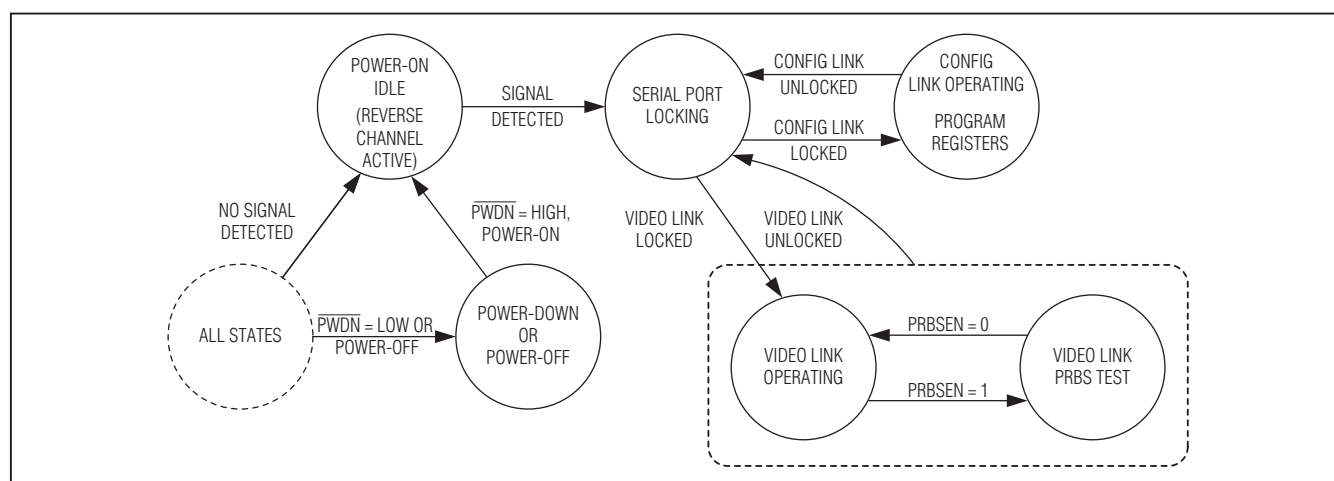 POWER-ON
IDLE
(REVERSE
CHANNEL
ACTIVE)
SIGNAL
DETECTED
SERIAL PORT
LOCKING
CONFIG LINK
UNLOCKED
CONFIG LINK
LOCKED
CONFIG
LINK OPERATING
PROGRAM
REGISTERS
NO SIGNAL
DETECTED
PWDN = HIGH,
POWER-ON
VIDEO LINK
LOCKED
VIDEO LINK
UNLOCKED
ALL STATES
PWDN = LOW OR
POWER-OFF
POWER-DOWN
OR
POWER-OFF
VIDEO LINK
OPERATING
PRBSEN = 0
PRBSEN = 1
VIDEO LINK
PRBS TEST